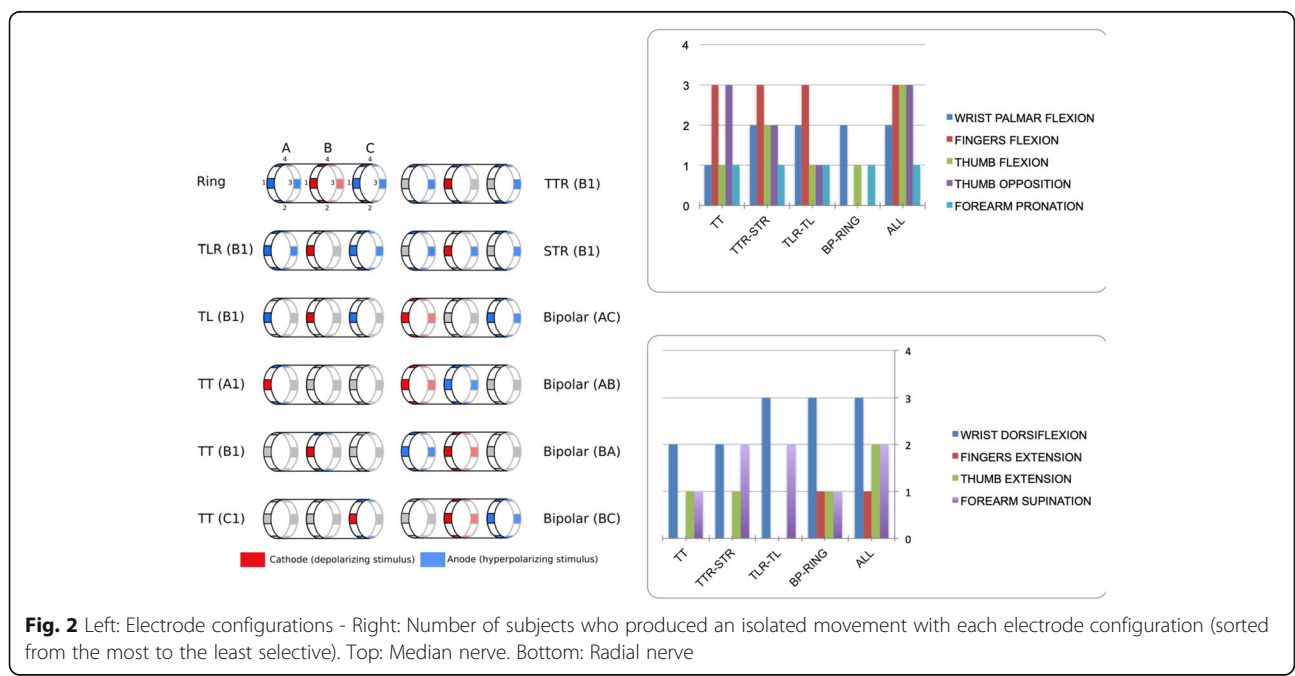 A B C
4 4 4
Ring
1 3 1 3 1 3
2 2 2
TTR (B1)
TLR (B1)
STR (B1)
TL (B1)
Bipolar (AC)
TT (A1)
Bipolar (AB)
TT (B1)
Bipolar (BA)
TT (C1)
Bipolar (BC)
Cathode (depolarizing stimulus) Anode (hyperpolarizing stimulus)
4
3
2
1
0
TT
TTR-STR
TLR-TL
BP-RING
ALL
WRIST PALMAR FLEXION
FINGERS FLEXION
THUMB FLEXION
THUMB OPPOSITION
FOREARM PRONATION
4
3
2
1
0
TT
TTR-STR
TLR-TL
BP-RING
ALL
WRIST DORSIFLEXION
FINGERS EXTENSION
THUMB EXTENSION
FOREARM SUPINATION
Fig. 2 Left: Electrode configurations - Right: Number of subjects who produced an isolated movement with each electrode configuration (sorted
from the most to the least selective). Top: Median nerve. Bottom: Radial nerve